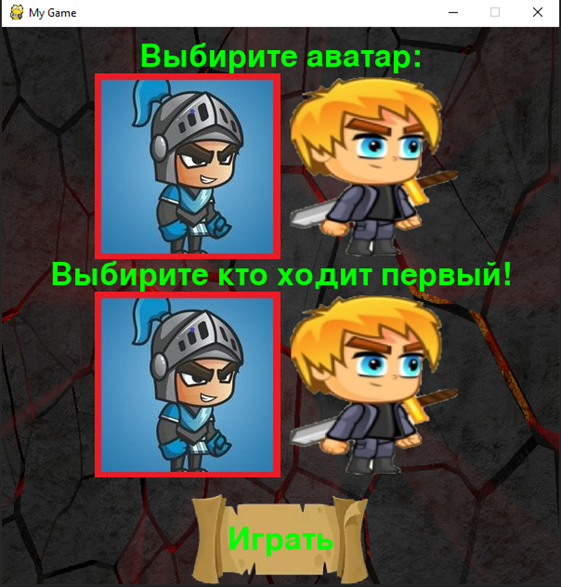 My Game
Выбирите аватар:
Выбирите кто ходит первый!
Играть